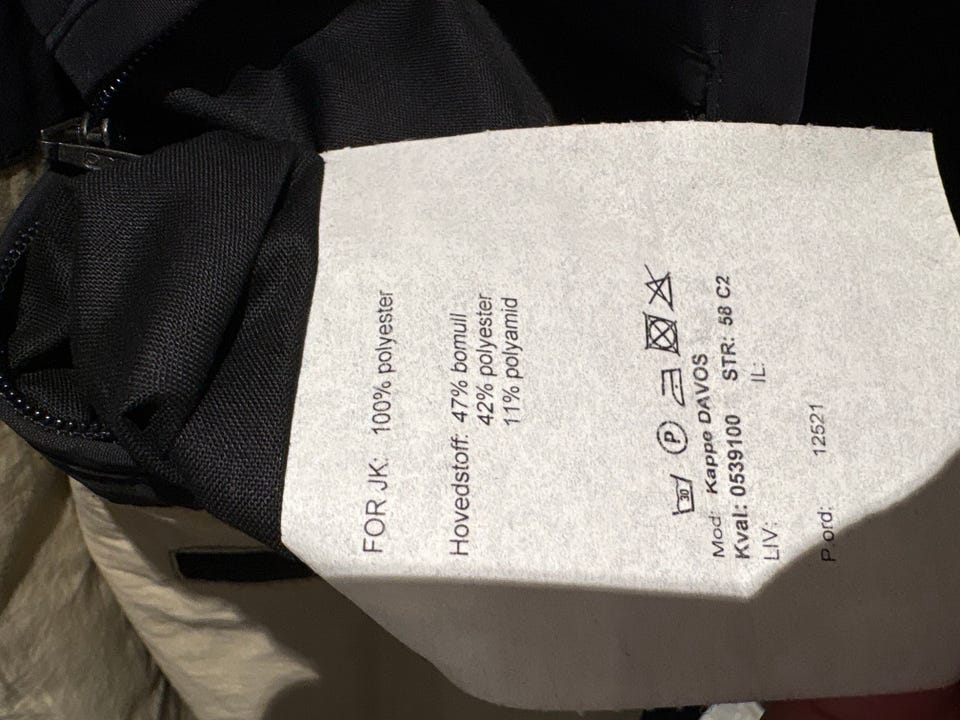 FOR JK: 100% polyester
Hovedstoff: 47% bomull
42% polyester
11% polyamid
30 P
Mod: Kappe DAVOS
Kval: 0539100 STR: 58 C2
LIV: IL:
P.ord: 12521